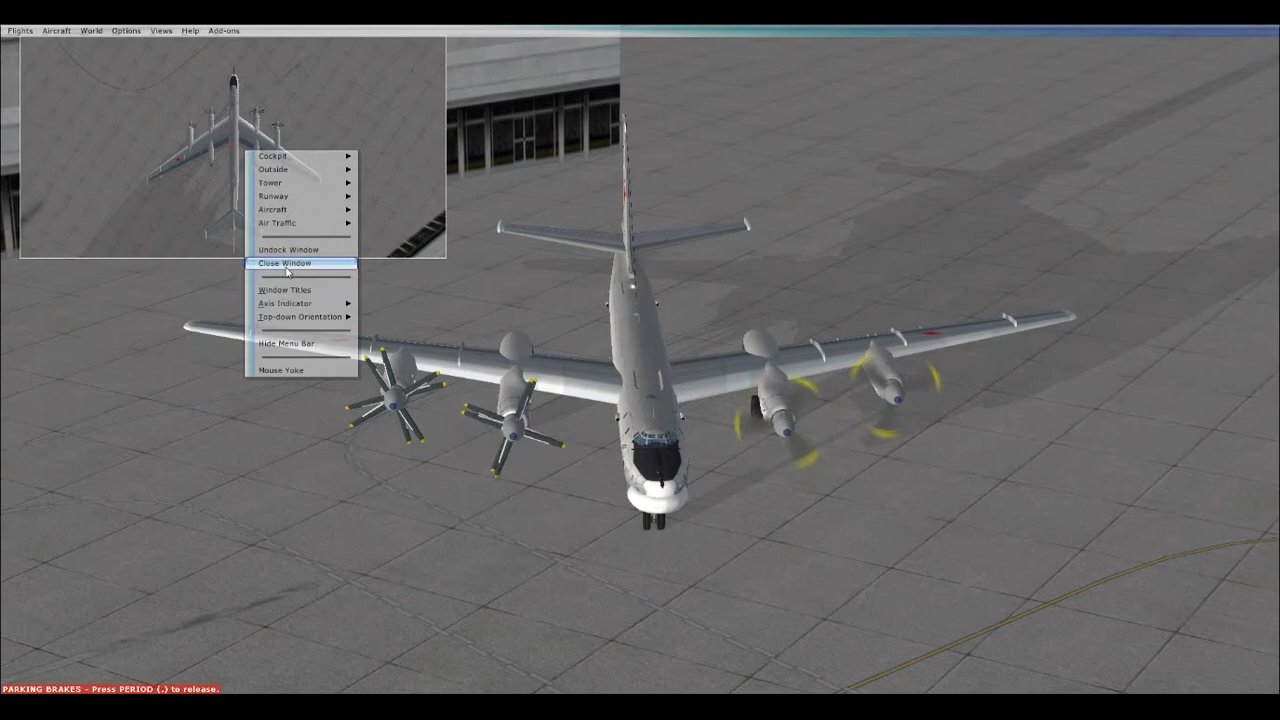 Flights Aircraft World Options Views Help Add-ons
Cockpit
Outside
Tower
Runway
Aircraft
Air Traffic
Undock Window
Close Window
Window Titles
Axis Indicator
Top-down Orientation
Hide Menu Bar
Mouse Yoke
PARKING BRAKES - Press PERIOD (.) to release.